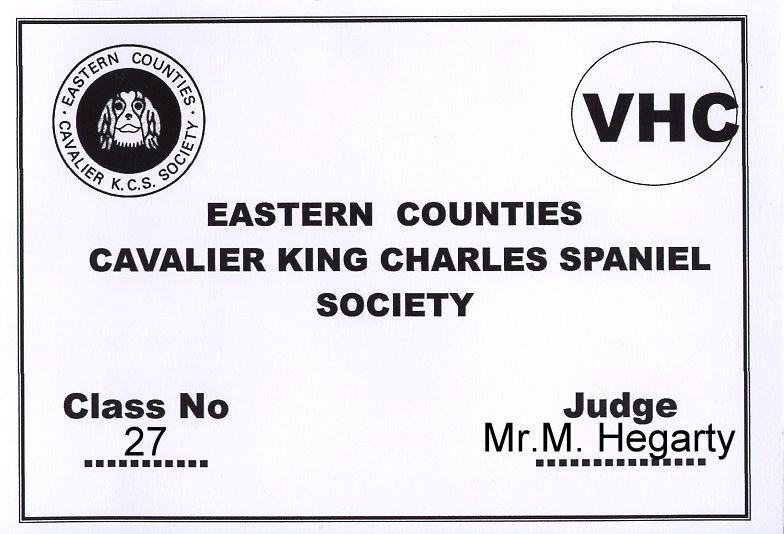 · EASTERN COUNTIES ·
CAVALIER K.C.S. SOCIETY
VHC
EASTERN COUNTIES
CAVALIER KING CHARLES SPANIEL
SOCIETY
Class No
27
Judge
Mr.M. Hegarty